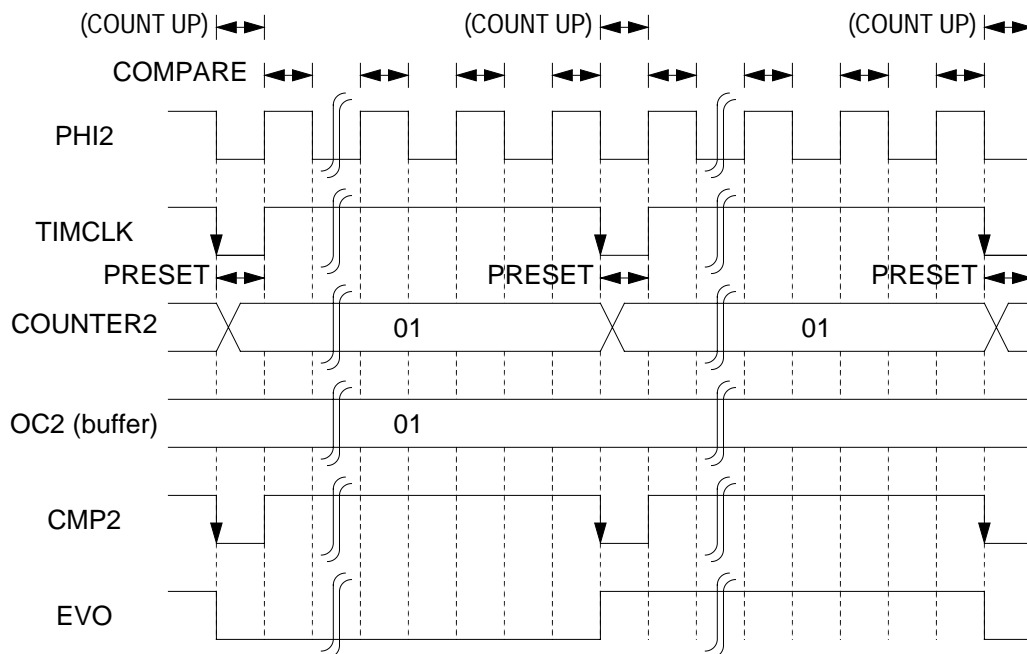 (COUNT UP) (COUNT UP) (COUNT UP)
COMPARE
PHI2
TIMCLK
PRESET PRESET PRESET
COUNTER2 01 01
OC2 (buffer) 01
CMP2
EVO